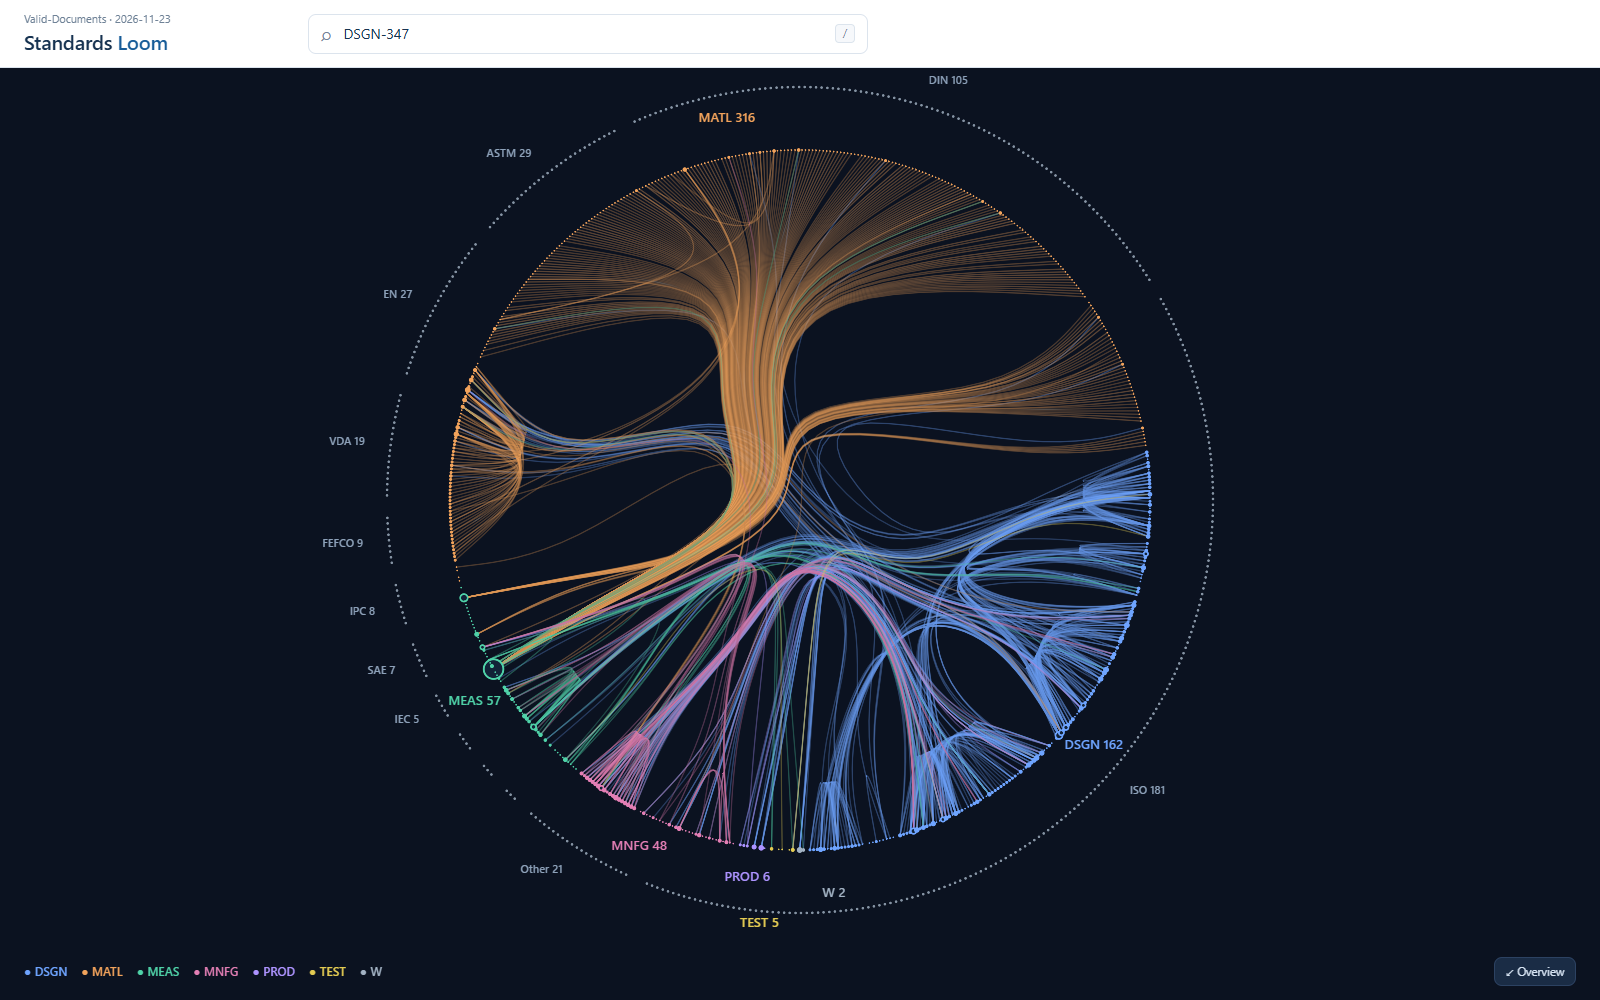 Valid-Documents · 2026-11-23
Standards Loom
DSGN-347
/
DIN 105
MATL 316
ASTM 29
EN 27
VDA 19
FEFCO 9
IPC 8
SAE 7
MEAS 57
IEC 5
DSGN 162
ISO 181
MNFG 48
Other 21
PROD 6
W 2
TEST 5
DSGN
MATL
MEAS
MNFG
PROD
TEST
W
↙ Overview